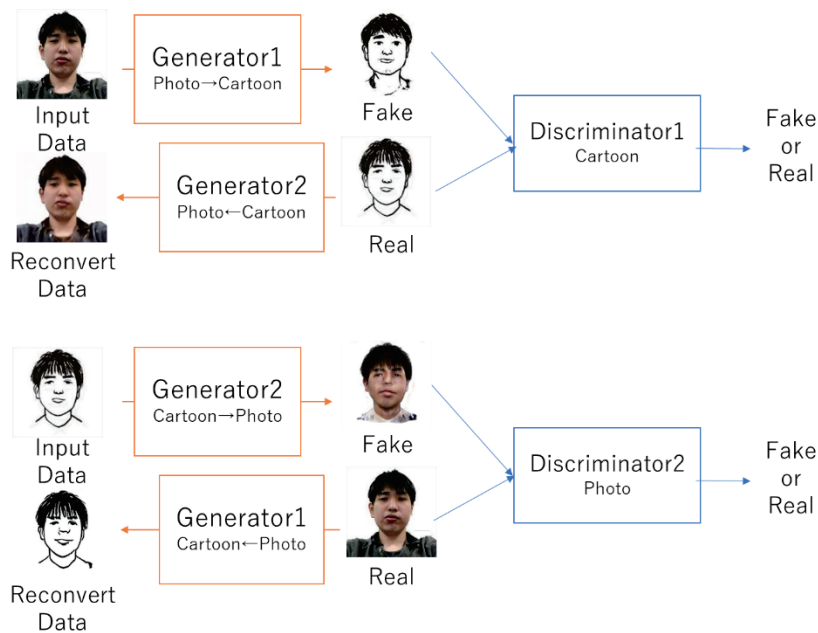 Generator1
Photo→Cartoon
Input
Data
Fake
Discriminator1
Cartoon
Fake
or
Real
Generator2
Photo←Cartoon
Reconvert
Data
Real
Generator2
Cartoon→Photo
Input
Data
Fake
Discriminator2
Photo
Fake
or
Real
Generator1
Cartoon←Photo
Reconvert
Data
Real